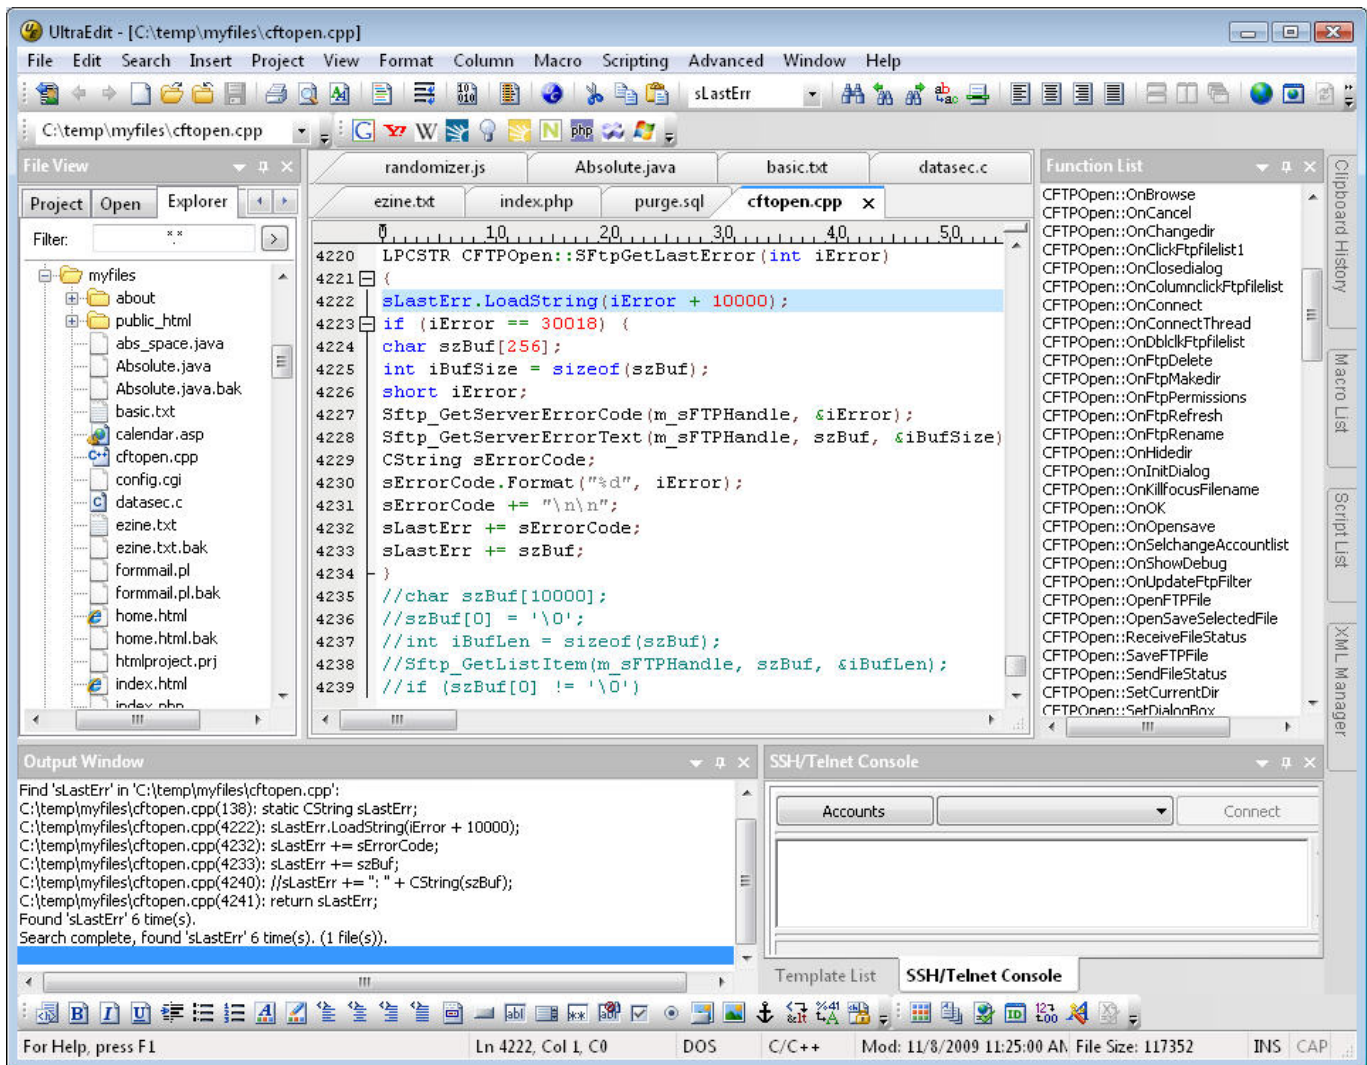 UltraEdit - [C:\temp\myfiles\cftopen.cpp]
File Edit Search Insert Project View Format Column Macro Scripting Advanced Window Help
sLastErr
C:\temp\myfiles\cftopen.cpp
File View
Project Open Explorer
Filter: *.*
myfiles
about
public_html
abs_space.java
Absolute.java
Absolute.java.bak
basic.txt
calendar.asp
cftopen.cpp
config.cgi
datasec.c
ezine.txt
ezine.txt.bak
formmail.pl
formmail.pl.bak
home.html
home.html.bak
htmlproject.prj
index.html
index.php
randomizer.js Absolute.java basic.txt datasec.c
ezine.txt index.php purge.sql cftopen.cpp x
0 10 20 30 40 50
4220 LPCSTR CFTPOpen::SFtpGetLastError(int iError)
4221 {
4222 sLastErr.LoadString(iError + 10000);
4223 if (iError == 30018) {
4224 char szBuf[256];
4225 int iBufSize = sizeof(szBuf);
4226 short iError;
4227 Sftp_GetServerErrorCode(m_sFTPHandle, &iError);
4228 Sftp_GetServerErrorText(m_sFTPHandle, szBuf, &iBufSize)
4229 CString sErrorCode;
4230 sErrorCode.Format("%d", iError);
4231 sErrorCode += "\n\n";
4232 sLastErr += sErrorCode;
4233 sLastErr += szBuf;
4234 }
4235 //char szBuf[10000];
4236 //szBuf[0] = '\0';
4237 //int iBufLen = sizeof(szBuf);
4238 //Sftp_GetListItem(m_sFTPHandle, szBuf, &iBufLen);
4239 //if (szBuf[0] != '\0')
Function List
CFTPOpen::OnBrowse
CFTPOpen::OnCancel
CFTPOpen::OnChangedir
CFTPOpen::OnClickFtpfilelist1
CFTPOpen::OnClosedialog
CFTPOpen::OnColumnclickFtpfilelist
CFTPOpen::OnConnect
CFTPOpen::OnConnectThread
CFTPOpen::OnDblclkFtpfilelist
CFTPOpen::OnFtpDelete
CFTPOpen::OnFtpMakedir
CFTPOpen::OnFtpPermissions
CFTPOpen::OnFtpRefresh
CFTPOpen::OnFtpRename
CFTPOpen::OnHidedir
CFTPOpen::OnInitDialog
CFTPOpen::OnKillfocusFilename
CFTPOpen::OnOK
CFTPOpen::OnOpensave
CFTPOpen::OnSelchangeAccountlist
CFTPOpen::OnShowDebug
CFTPOpen::OnUpdateFtpFilter
CFTPOpen::OpenFTPFile
CFTPOpen::OpenSaveSelectedFile
CFTPOpen::ReceiveFileStatus
CFTPOpen::SaveFTPFile
CFTPOpen::SendFileStatus
CFTPOpen::SetCurrentDir
CFTPOpen::SetDialogBox
Clipboard History
Macro List
Script List
XML Manager
Output Window
Find 'sLastErr' in 'C:\temp\myfiles\cftopen.cpp':
C:\temp\myfiles\cftopen.cpp(138): static CString sLastErr;
C:\temp\myfiles\cftopen.cpp(4222): sLastErr.LoadString(iError + 10000);
C:\temp\myfiles\cftopen.cpp(4232): sLastErr += sErrorCode;
C:\temp\myfiles\cftopen.cpp(4233): sLastErr += szBuf;
C:\temp\myfiles\cftopen.cpp(4240): //sLastErr += ": " + CString(szBuf);
C:\temp\myfiles\cftopen.cpp(4241): return sLastErr;
Found 'sLastErr' 6 time(s).
Search complete, found 'sLastErr' 6 time(s). (1 file(s)).
SSH/Telnet Console
Accounts Connect
Template List SSH/Telnet Console
For Help, press F1 Ln 4222, Col 1, C0 DOS C/C++ Mod: 11/8/2009 11:25:00 AM File Size: 117352 INS CAP